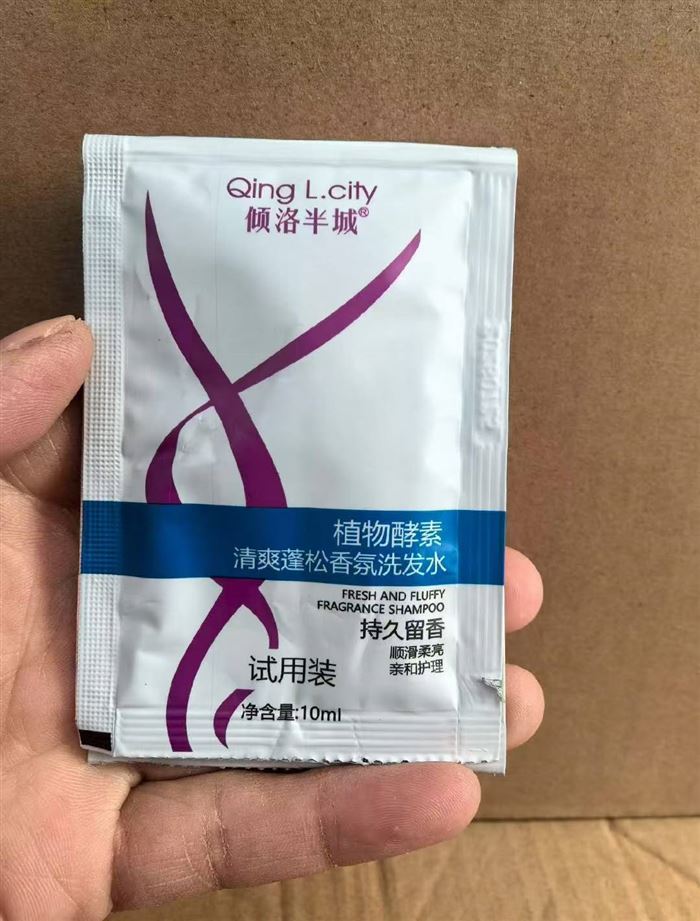 Qing L.city
倾洛半城®
植物酵素
清爽蓬松香氛洗发水
FRESH AND FLUFFY
FRAGRANCE SHAMPOO
持久留香
顺滑柔亮
亲和护理
试用装
净含量:10ml